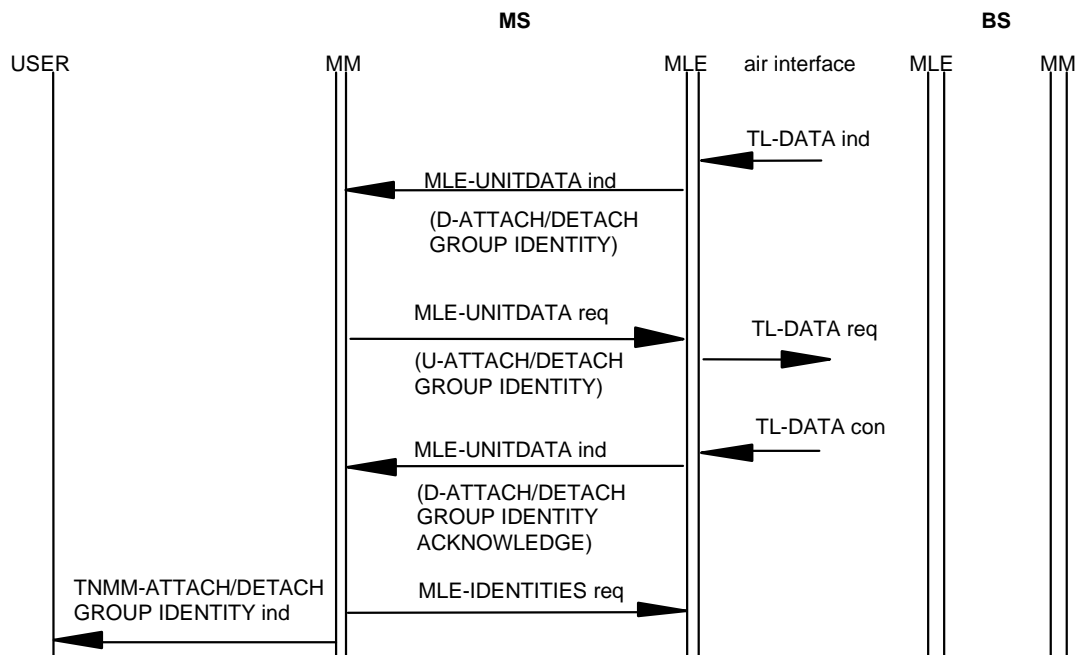 MS BS
USER MM MLE air interface MLE MM
TL-DATA ind
MLE-UNITDATA ind
(D-ATTACH/DETACH
GROUP IDENTITY)
MLE-UNITDATA req
TL-DATA req
(U-ATTACH/DETACH
GROUP IDENTITY)
TL-DATA con
MLE-UNITDATA ind
(D-ATTACH/DETACH
GROUP IDENTITY
ACKNOWLEDGE)
TNMM-ATTACH/DETACH
GROUP IDENTITY ind
MLE-IDENTITIES req